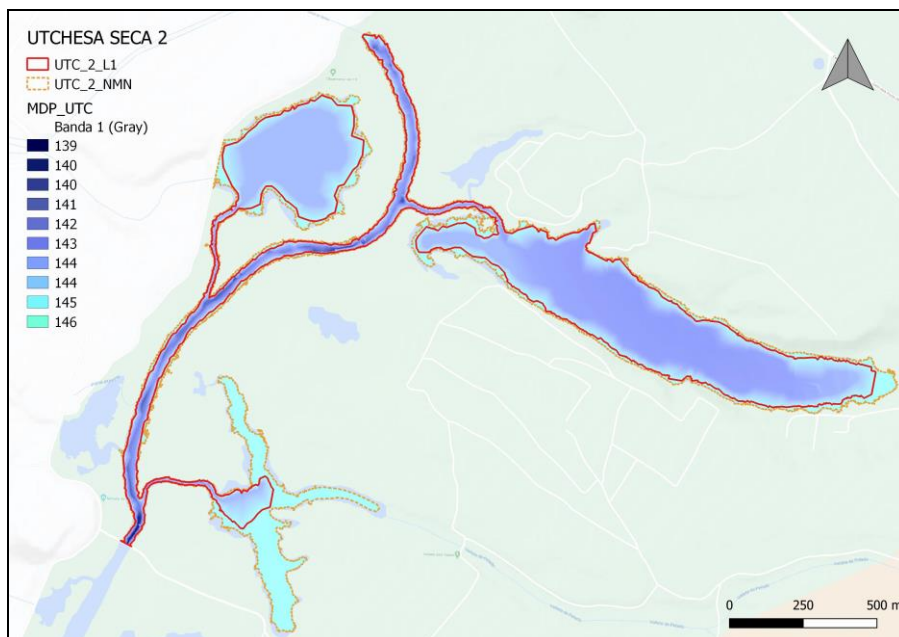 UTCHESA SECA 2
UTC_2_L1
UTC_2_NMN
MDP_UTC
Banda 1 (Gray)
139
140
140
141
142
143
144
144
145
146
0 250 500 m